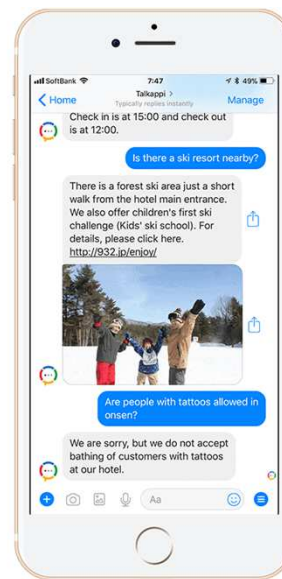 SoftBank 7:47 49%
Home Talkappi > Manage
Typically replies instantly
Check in is at 15:00 and check out
is at 12:00.
Is there a ski resort nearby?
There is a forest ski area just a short
walk from the hotel main entrance.
We also offer children's first ski
challenge (Kids' ski school). For
details, please click here.
http://932.jp/enjoy/
Are people with tattoos allowed in
onsen?
We are sorry, but we do not accept
bathing of customers with tattoos
at our hotel.
Aa